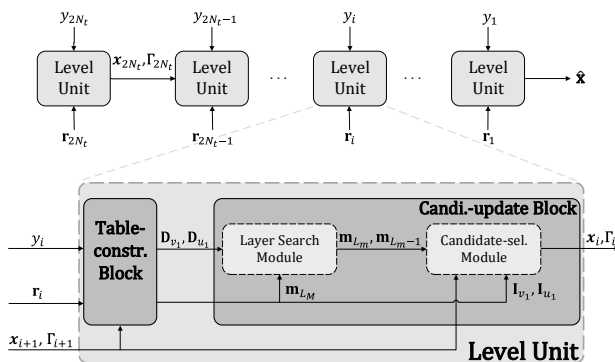 y_{2N_t} y_{2N_t-1} y_i y_1
Level Unit
x_{2N_t}, Γ_{2N_t}
Level Unit
· · ·
Level Unit
· · ·
Level Unit
x̂
r_{2N_t} r_{2N_t-1} r_i r_1
Candi.-update Block
Table-
constr.
Block
y_i
D_{v_1}, D_{u_1}
Layer Search
Module
m_{L_m}, m_{L_m-1}
Candidate-sel.
Module
x_i, Γ_i
r_i
m_{L_M}
I_{v_1}, I_{u_1}
x_{i+1}, Γ_{i+1}
Level Unit